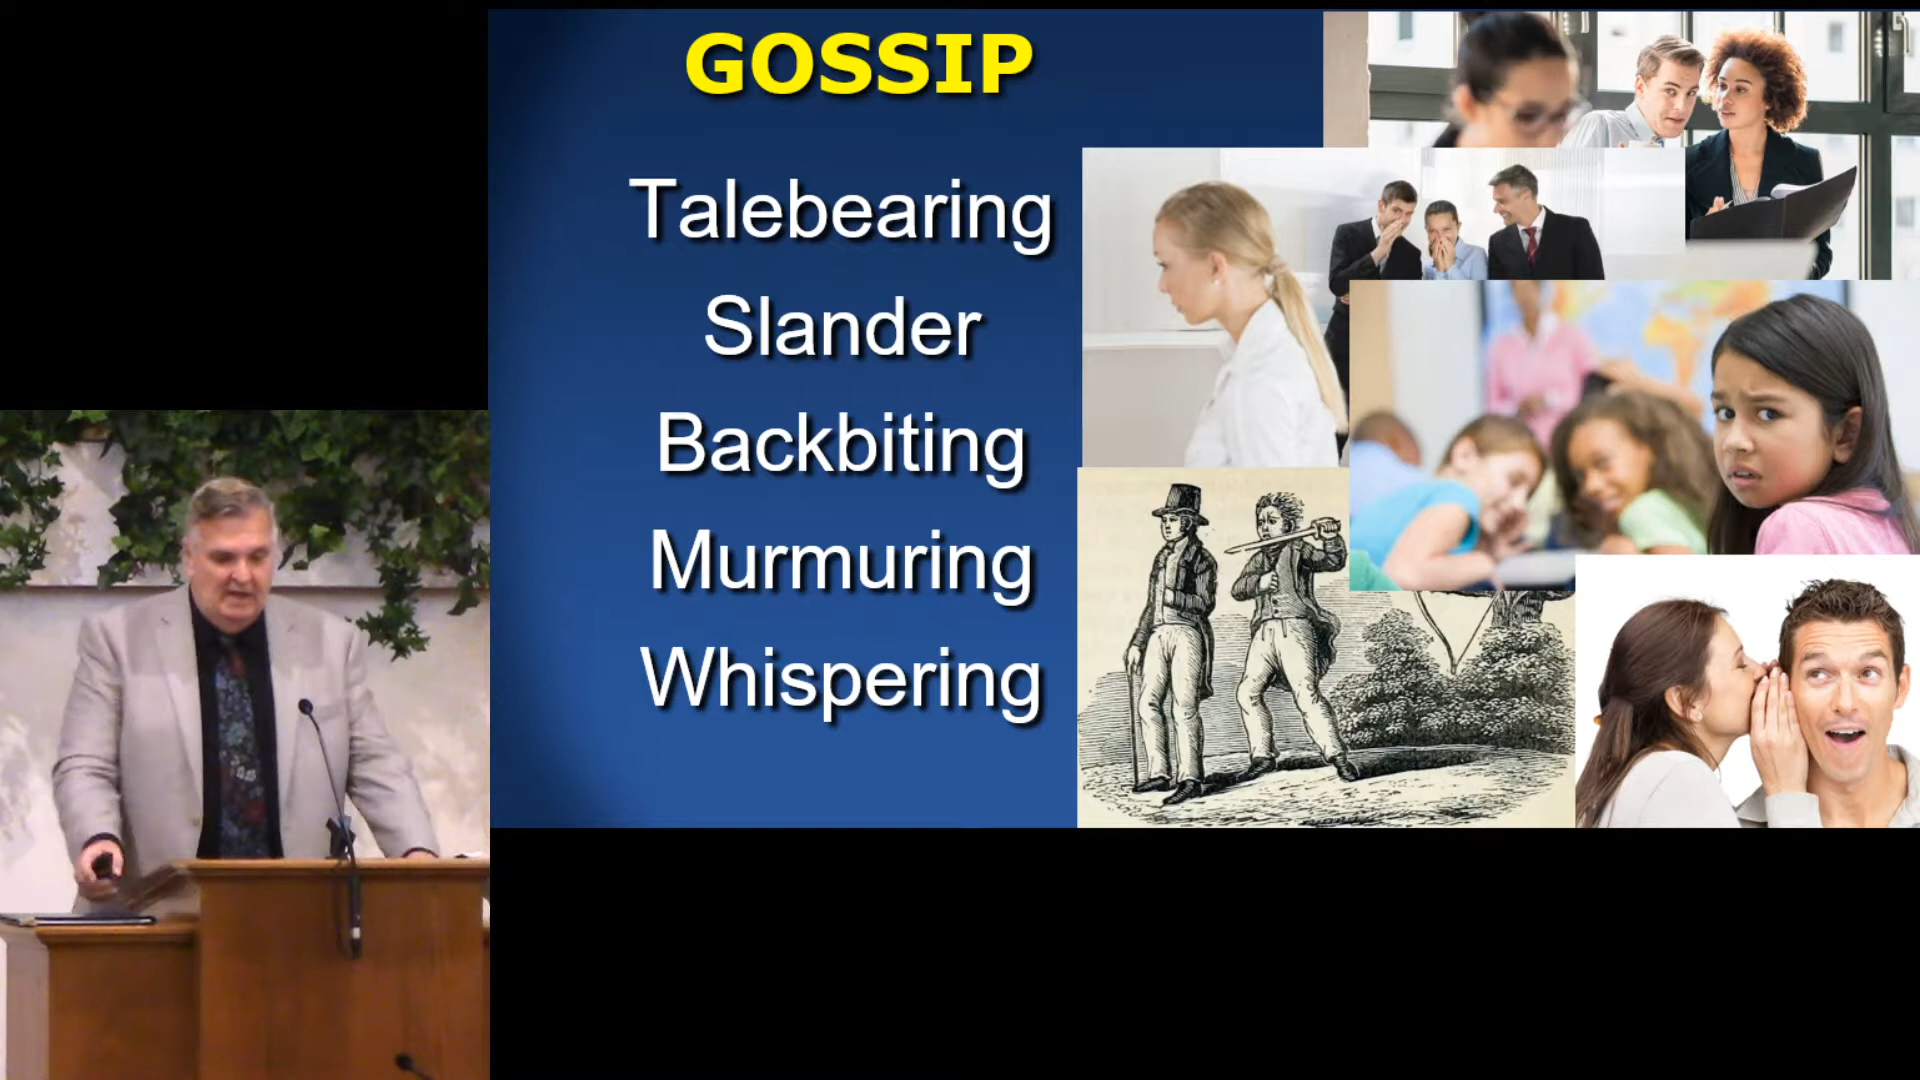 GOSSIP
Talebearing
Slander
Backbiting
Murmuring
Whispering